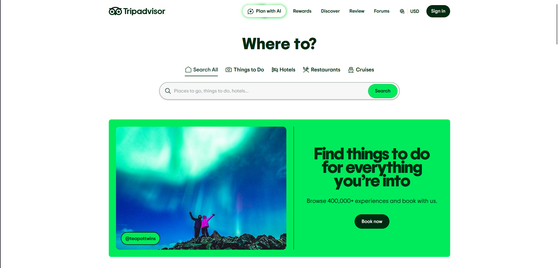 Tripadvisor
Plan with AI
Rewards
Discover
Review
Forums
USD
Sign in
Where to?
Search All
Things to Do
Hotels
Restaurants
Cruises
Places to go, things to do, hotels...
Search
@teapottwins
Find things to do
for everything
you're into
Browse 400,000+ experiences and book with us.
Book now